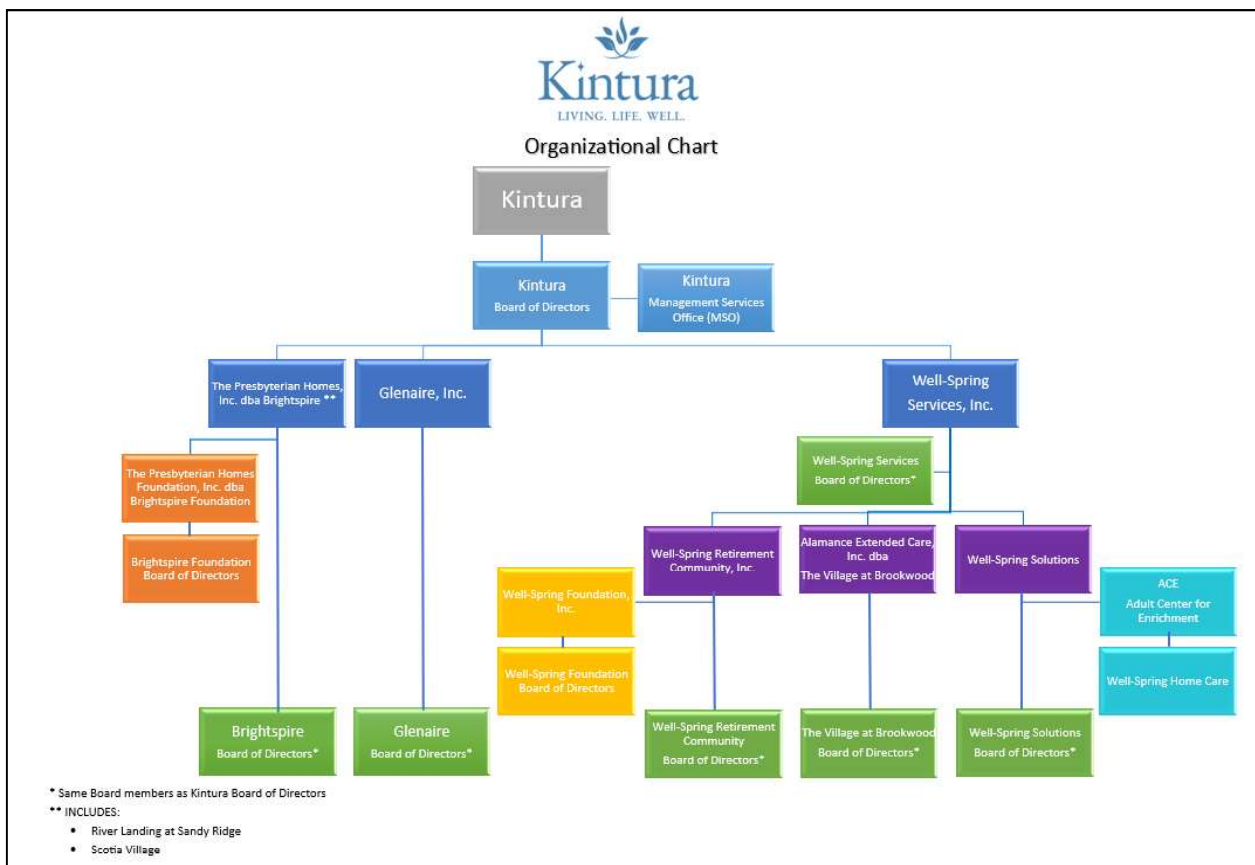 Kintura
LIVING. LIFE. WELL.
Organizational Chart
Kintura
Kintura
Board of Directors
Kintura
Management Services
Office (MSO)
The Presbyterian Homes,
Inc. dba Brightspire **
Glenaire, Inc.
Well-Spring
Services, Inc.
Well-Spring Services
Board of Directors*
The Presbyterian Homes
Foundation, Inc. dba
Brightspire Foundation
Brightspire Foundation
Board of Directors
Well-Spring Retirement
Community, Inc.
Alamance Extended Care,
Inc. dba
The Village at Brookwood
Well-Spring Solutions
Well-Spring Foundation,
Inc.
ACE
Adult Center for
Enrichment
Well-Spring Foundation
Board of Directors
Well-Spring Home Care
Brightspire
Board of Directors*
Glenaire
Board of Directors*
Well-Spring Retirement
Community
Board of Directors*
The Village at Brookwood
Board of Directors*
Well-Spring Solutions
Board of Directors*
* Same Board members as Kintura Board of Directors
** INCLUDES:
• River Landing at Sandy Ridge
• Scotia Village